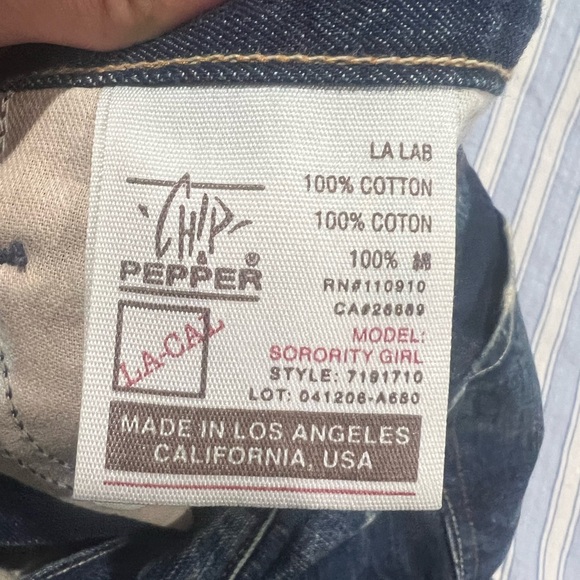 CHIP
&
PEPPER®
LA-CAL
LA LAB
100% COTTON
100% COTON
100% 綿
RN#110910
CA#26689
MODEL:
SORORITY GIRL
STYLE: 7191710
LOT: 041206-A680
MADE IN LOS ANGELES
CALIFORNIA, USA